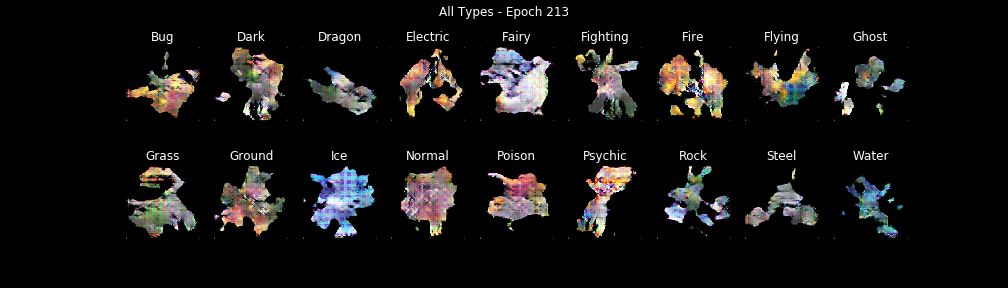 All Types - Epoch 213
Bug Dark Dragon Electric Fairy Fighting Fire Flying Ghost
Grass Ground Ice Normal Poison Psychic Rock Steel Water